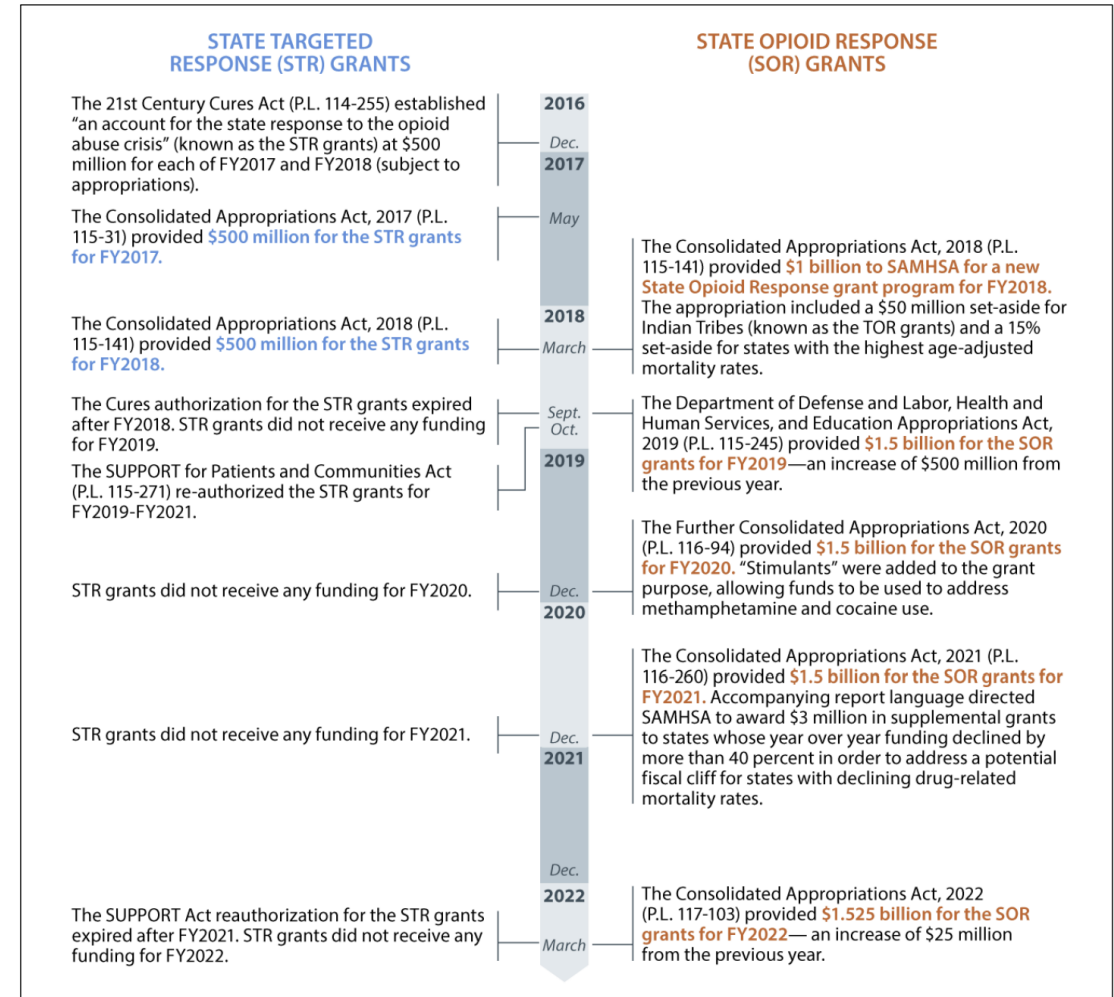 STATE TARGETED
RESPONSE (STR) GRANTS
The 21st Century Cures Act (P.L. 114-255) established
“an account for the state response to the opioid
abuse crisis” (known as the STR grants) at $500
million for each of FY2017 and FY2018 (subject to
appropriations).
The Consolidated Appropriations Act, 2017 (P.L.
115-31) provided $500 million for the STR grants
for FY2017.
The Consolidated Appropriations Act, 2018 (P.L.
115-141) provided $500 million for the STR grants
for FY2018.
The Cures authorization for the STR grants expired
after FY2018. STR grants did not receive any funding
for FY2019.
The SUPPORT for Patients and Communities Act
(P.L. 115-271) re-authorized the STR grants for
FY2019-FY2021.
STR grants did not receive any funding for FY2020.
STR grants did not receive any funding for FY2021.
The SUPPORT Act reauthorization for the STR grants
expired after FY2021. STR grants did not receive any
funding for FY2022.
2016
Dec.
2017
May
2018
March
Sept.
Oct.
2019
Dec.
2020
Dec.
2021
Dec.
2022
March
STATE OPIOID RESPONSE
(SOR) GRANTS
The Consolidated Appropriations Act, 2018 (P.L.
115-141) provided $1 billion to SAMHSA for a new
State Opioid Response grant program for FY2018.
The appropriation included a $50 million set-aside for
Indian Tribes (known as the TOR grants) and a 15%
set-aside for states with the highest age-adjusted
mortality rates.
The Department of Defense and Labor, Health and
Human Services, and Education Appropriations Act,
2019 (P.L. 115-245) provided $1.5 billion for the SOR
grants for FY2019—an increase of $500 million from
the previous year.
The Further Consolidated Appropriations Act, 2020
(P.L. 116-94) provided $1.5 billion for the SOR grants
for FY2020. “Stimulants” were added to the grant
purpose, allowing funds to be used to address
methamphetamine and cocaine use.
The Consolidated Appropriations Act, 2021 (P.L.
116-260) provided $1.5 billion for the SOR grants for
FY2021. Accompanying report language directed
SAMHSA to award $3 million in supplemental grants
to states whose year over year funding declined by
more than 40 percent in order to address a potential
fiscal cliff for states with declining drug-related
mortality rates.
The Consolidated Appropriations Act, 2022
(P.L. 117-103) provided $1.525 billion for the SOR
grants for FY2022— an increase of $25 million
from the previous year.